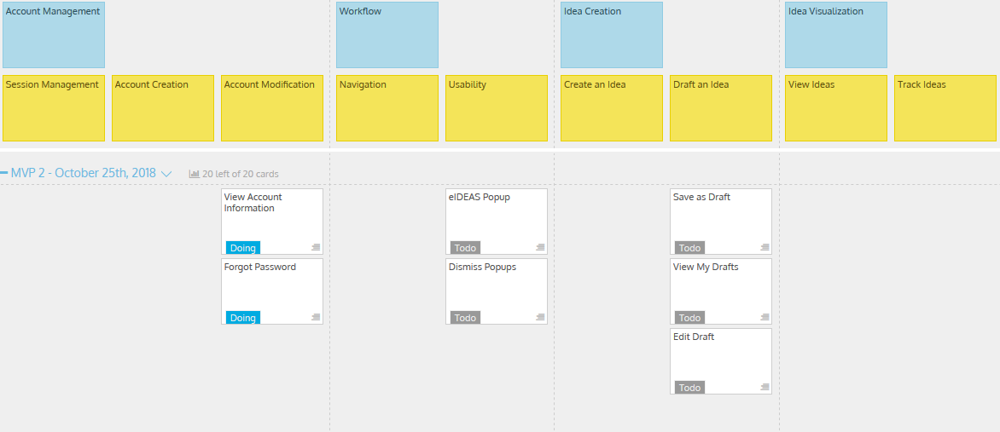 Account Management
Workflow
Idea Creation
Idea Visualization
Session Management
Account Creation
Account Modification
Navigation
Usability
Create an Idea
Draft an Idea
View Ideas
Track Ideas
MVP 2 - October 25th, 2018
20 left of 20 cards
View Account
Information
Doing
eIDEAS Popup
Todo
Save as Draft
Todo
Forgot Password
Doing
Dismiss Popups
Todo
View My Drafts
Todo
Edit Draft
Todo